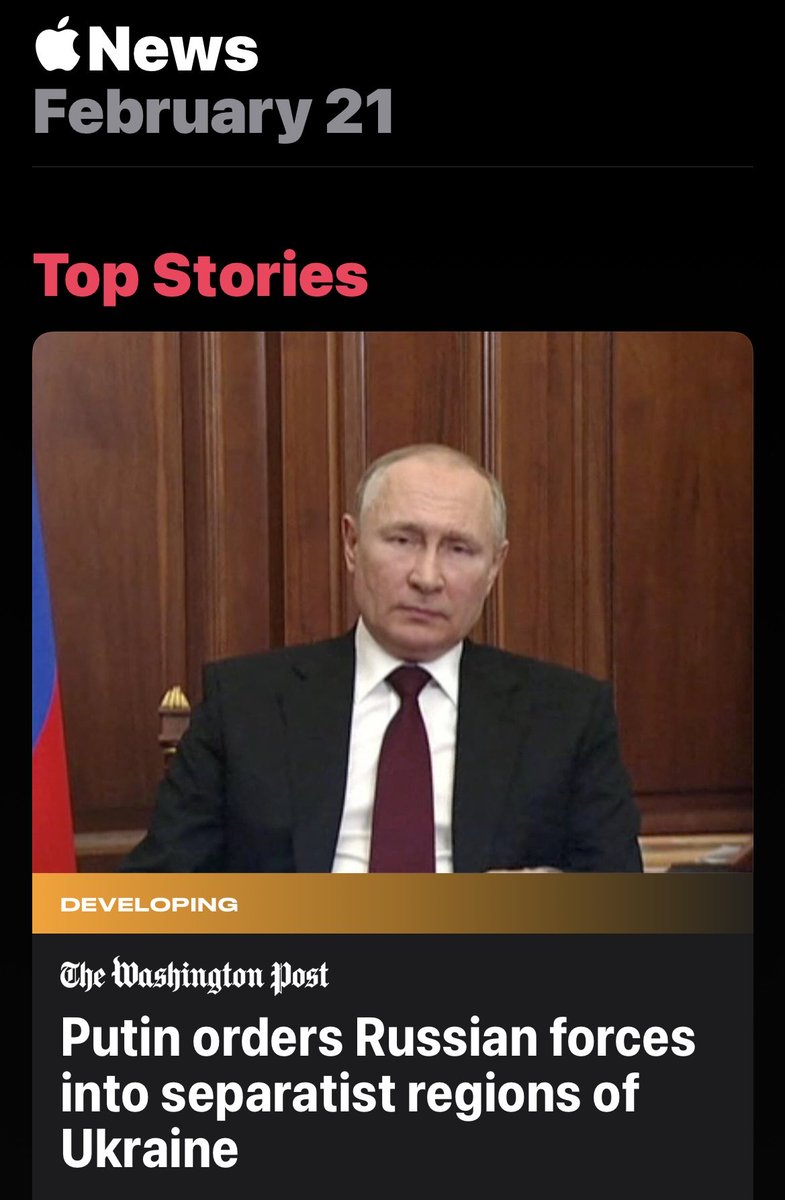 News
February 21
Top Stories
DEVELOPING
The Washington Post
Putin orders Russian forces
into separatist regions of
Ukraine